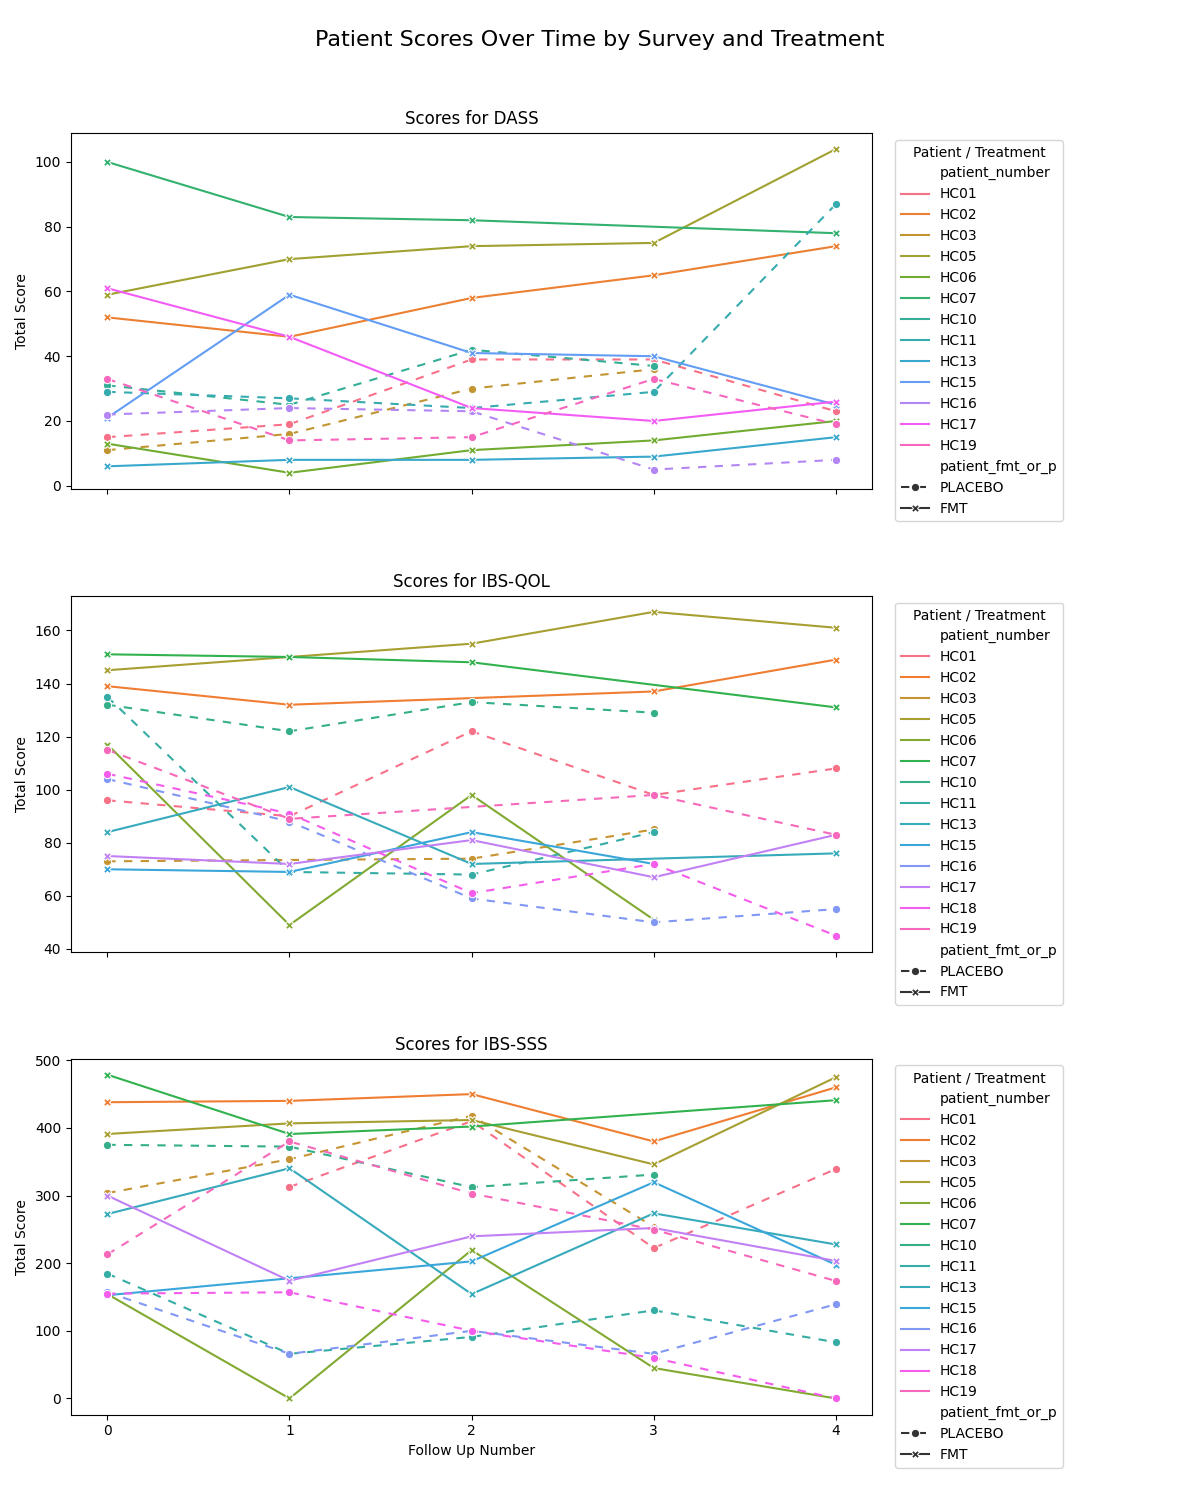 Patient Scores Over Time by Survey and Treatment
Scores for DASS
Total Score
100
80
60
40
20
0
Patient / Treatment
patient_number
HC01
HC02
HC03
HC05
HC06
HC07
HC10
HC11
HC13
HC15
HC16
HC17
HC19
patient_fmt_or_p
PLACEBO
FMT
Scores for IBS-QOL
Total Score
160
140
120
100
80
60
40
Patient / Treatment
patient_number
HC01
HC02
HC03
HC05
HC06
HC07
HC10
HC11
HC13
HC15
HC16
HC17
HC18
HC19
patient_fmt_or_p
PLACEBO
FMT
Scores for IBS-SSS
Total Score
500
400
300
200
100
0
0 1 2 3 4
Follow Up Number
Patient / Treatment
patient_number
HC01
HC02
HC03
HC05
HC06
HC07
HC10
HC11
HC13
HC15
HC16
HC17
HC18
HC19
patient_fmt_or_p
PLACEBO
FMT